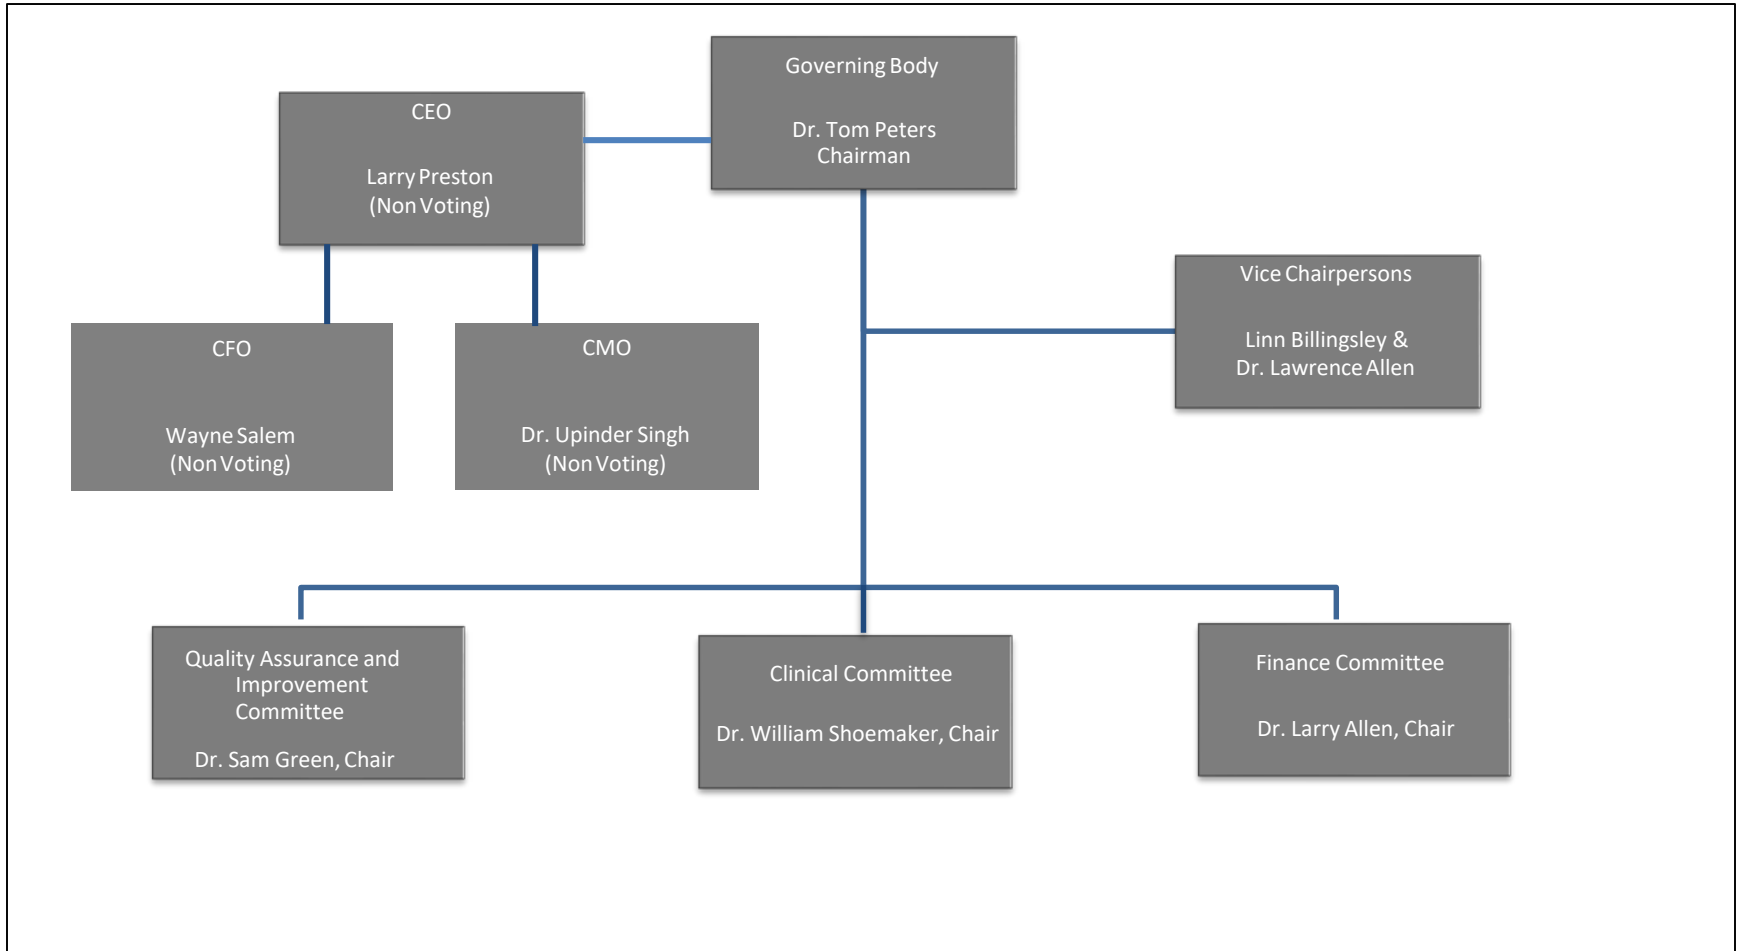 Governing Body
Dr. Tom Peters
Chairman
CEO
Larry Preston
(Non Voting)
Vice Chairpersons
Linn Billingsley &
Dr. Lawrence Allen
CFO
Wayne Salem
(Non Voting)
CMO
Dr. Upinder Singh
(Non Voting)
Quality Assurance and
Improvement
Committee
Dr. Sam Green, Chair
Clinical Committee
Dr. William Shoemaker, Chair
Finance Committee
Dr. Larry Allen, Chair